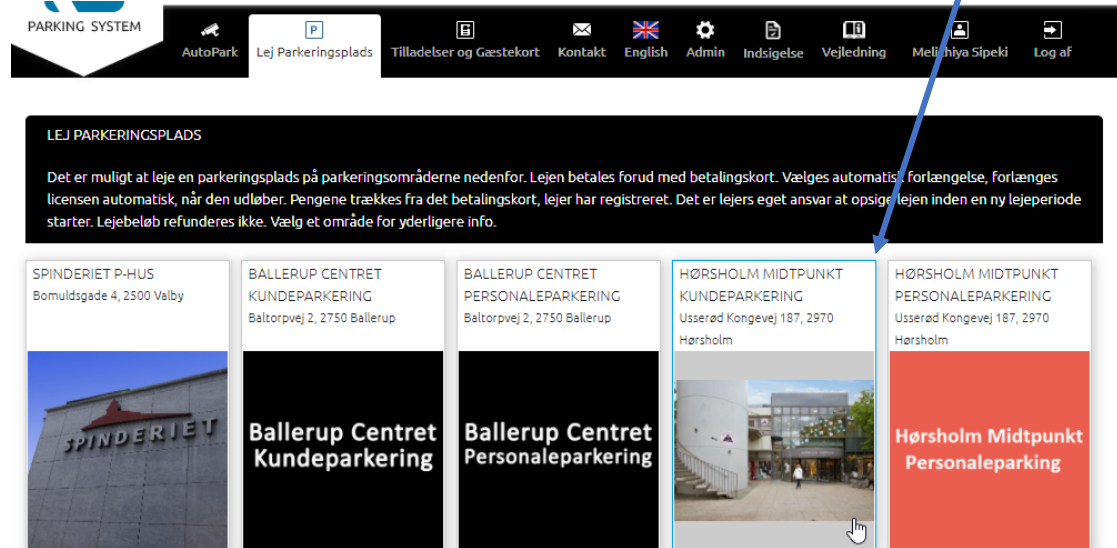 PARKING SYSTEM
AutoPark
Lej Parkeringsplads
Tilladelser og Gæstekort
Kontakt
English
Admin
Indsigelse
Vejledning
Melighiya Sipeki
Log af
LEJ PARKERINGSPLADS
Det er muligt at leje en parkeringsplads på parkeringsområderne nedenfor. Lejen betales forud med betalingskort. Vælges automatisk forlængelse, forlænges
licensen automatisk, når den udløber. Pengene trækkes fra det betalingskort, lejer har registreret. Det er lejers eget ansvar at opsige lejen inden en ny lejeperiode
starter. Lejebeløb refunderes ikke. Vælg et område for yderligere info.
SPINDERIET P-HUS
Bomuldsgade 4, 2500 Valby
SPINDERIET
BALLERUP CENTRET
KUNDEPARKERING
Baltorpvej 2, 2750 Ballerup
Ballerup Centret
Kundeparkering
BALLERUP CENTRET
PERSONALEPARKERING
Baltorpvej 2, 2750 Ballerup
Ballerup Centret
Personaleparkering
HØRSHOLM MIDTPUNKT
KUNDEPARKERING
Usserød Kongevej 187, 2970
Hørsholm
HØRSHOLM MIDTPUNKT
PERSONALEPARKERING
Usserød Kongevej 187, 2970
Hørsholm
Hørsholm Midtpunkt
Personaleparking